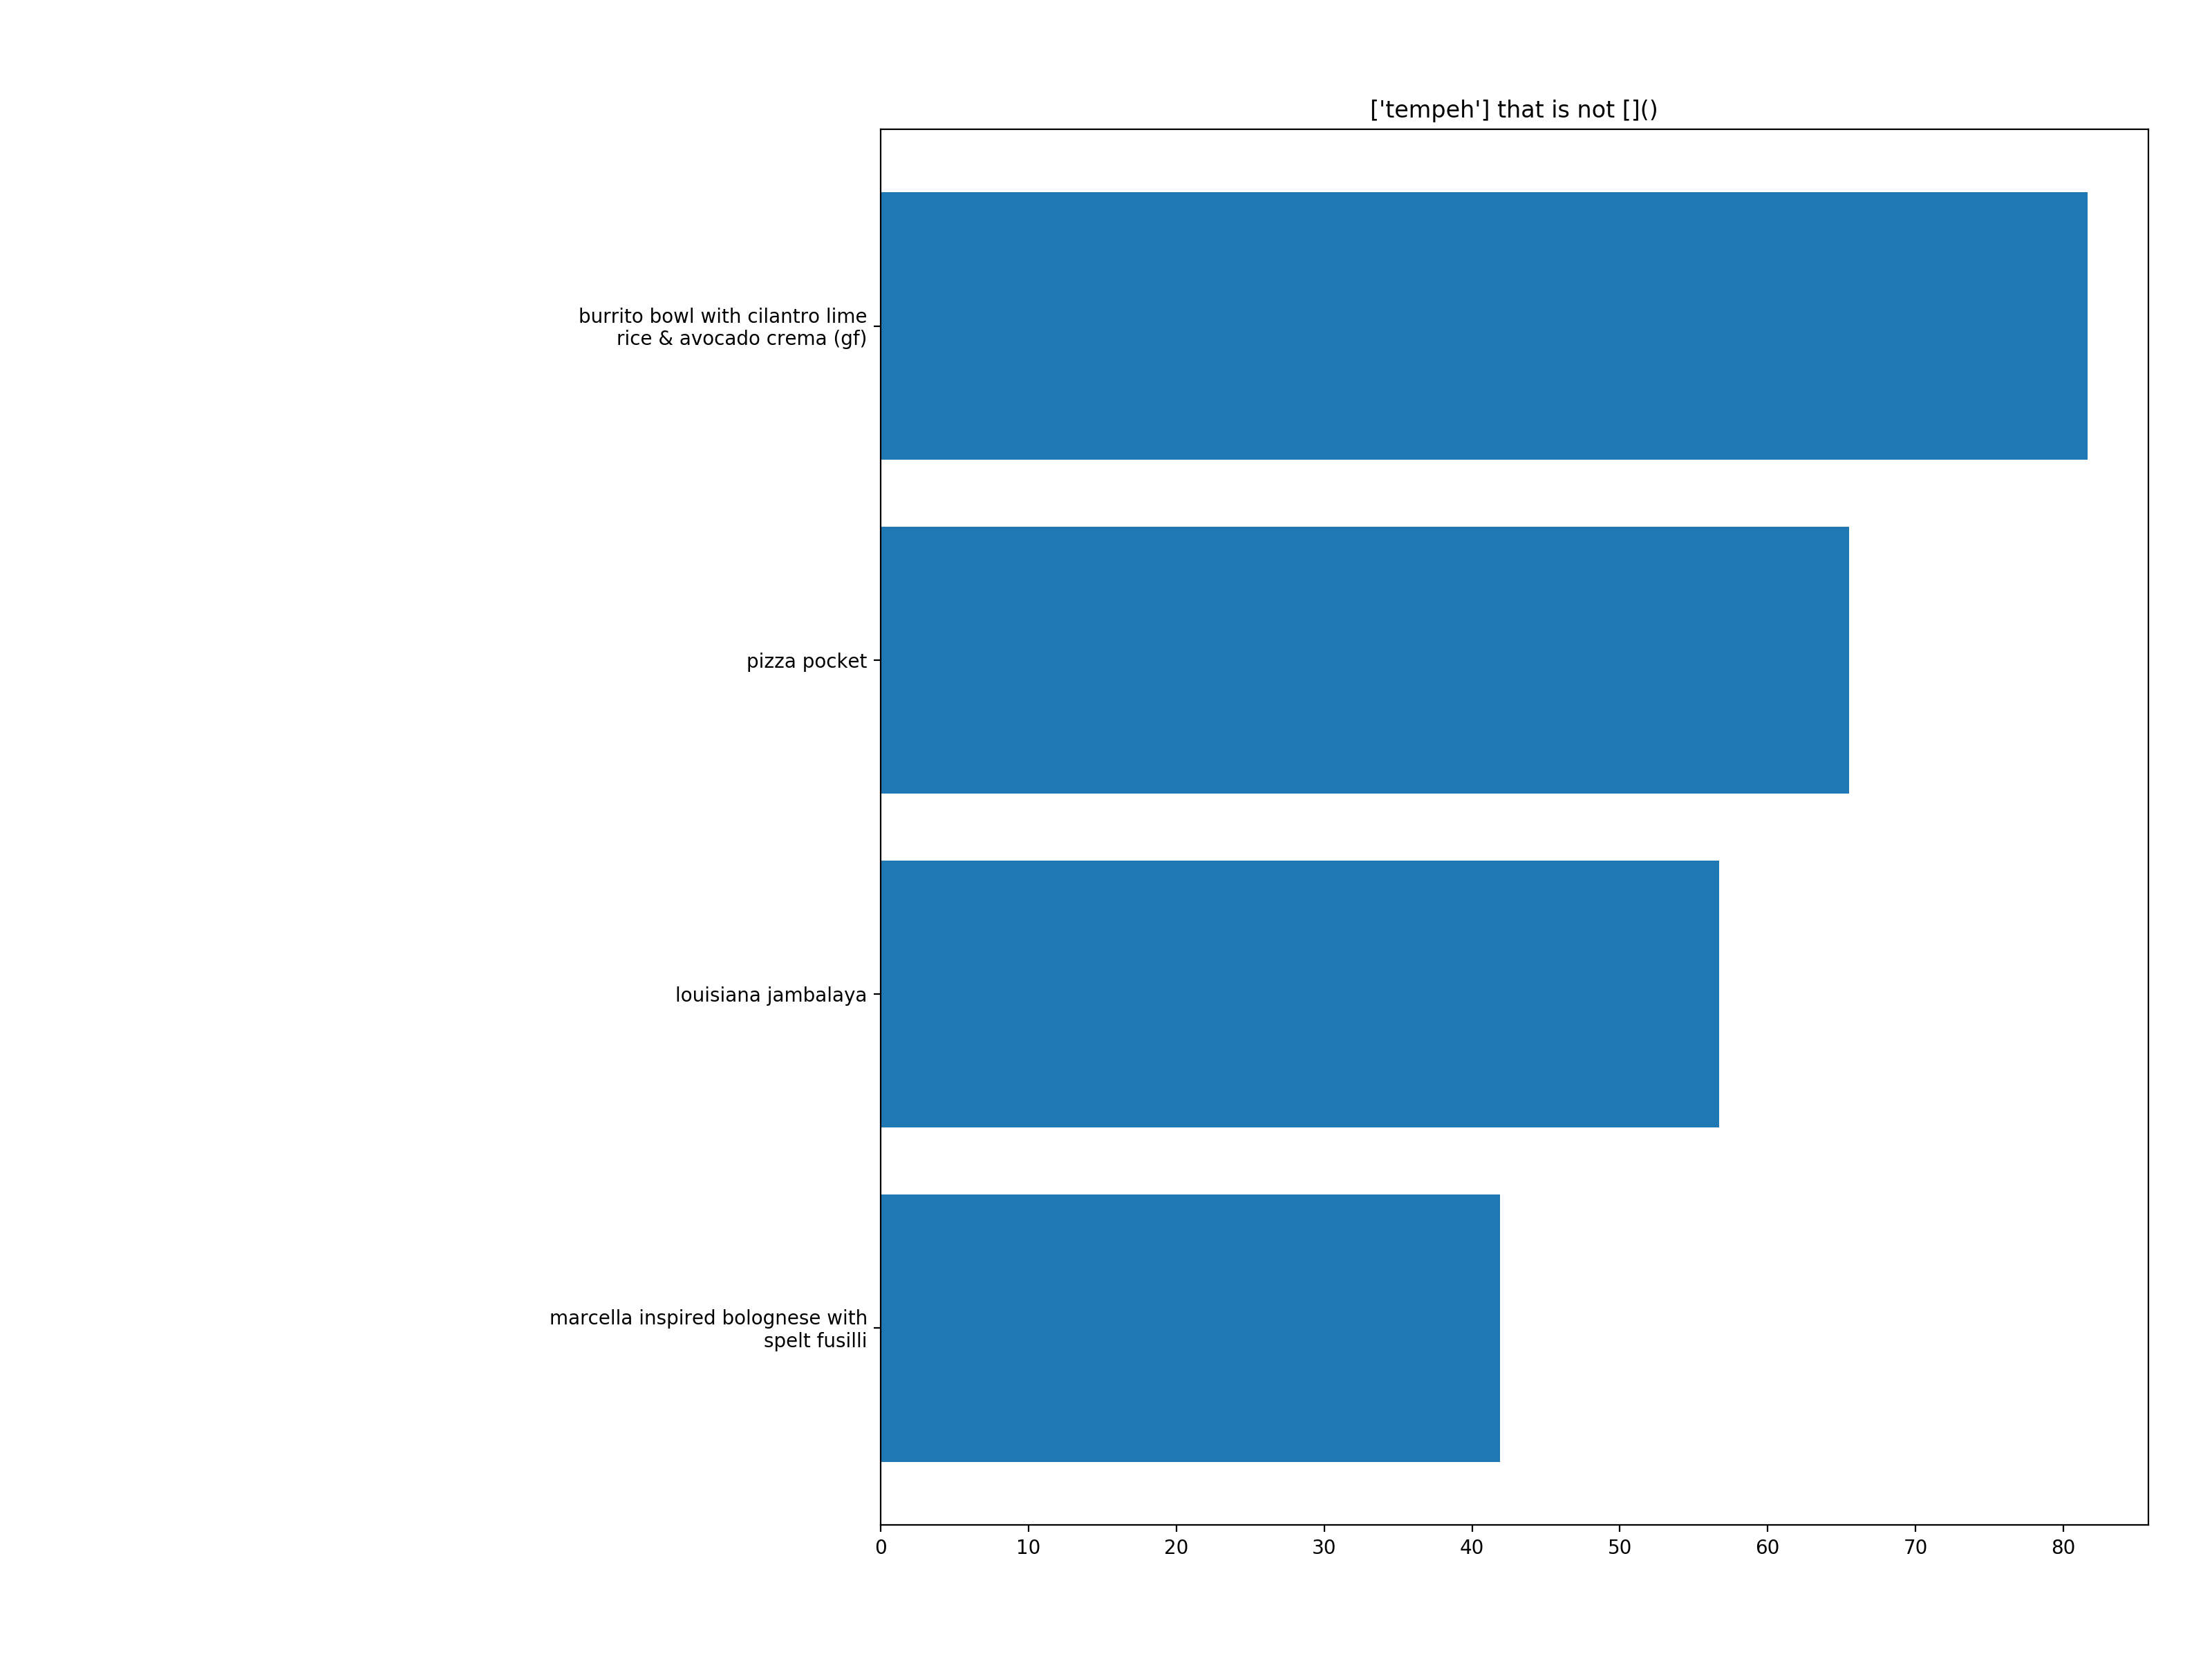 ['tempeh'] that is not []()
burrito bowl with cilantro lime
rice & avocado crema (gf)
pizza pocket
louisiana jambalaya
marcella inspired bolognese with
spelt fusilli
0 10 20 30 40 50 60 70 80